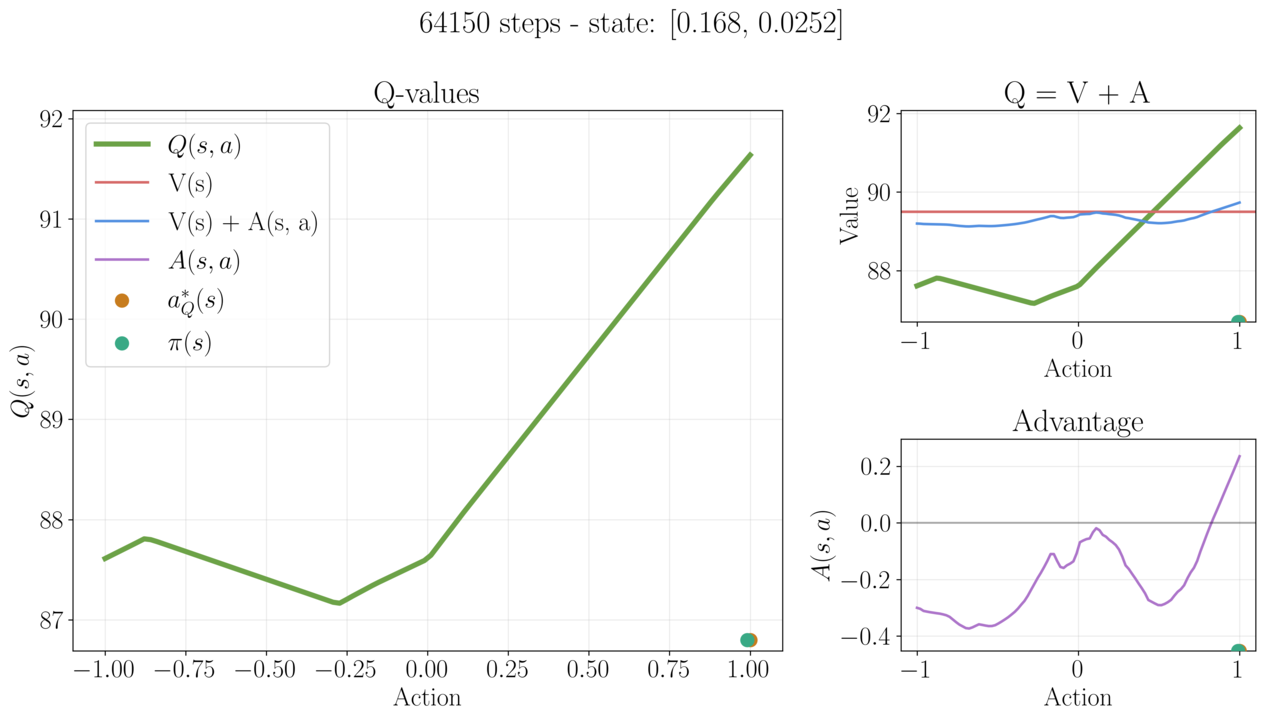 64150 steps - state: [0.168, 0.0252]
Q-values
92
91
90
89
88
87
Q(s, a)
Q(s, a)
V(s)
V(s) + A(s, a)
A(s, a)
a*_Q(s)
π(s)
−1.00 −0.75 −0.50 −0.25 0.00 0.25 0.50 0.75 1.00
Action
Q = V + A
92
90
88
Value
−1 0 1
Action
Advantage
0.2
0.0
−0.2
−0.4
A(s, a)
−1 0 1
Action